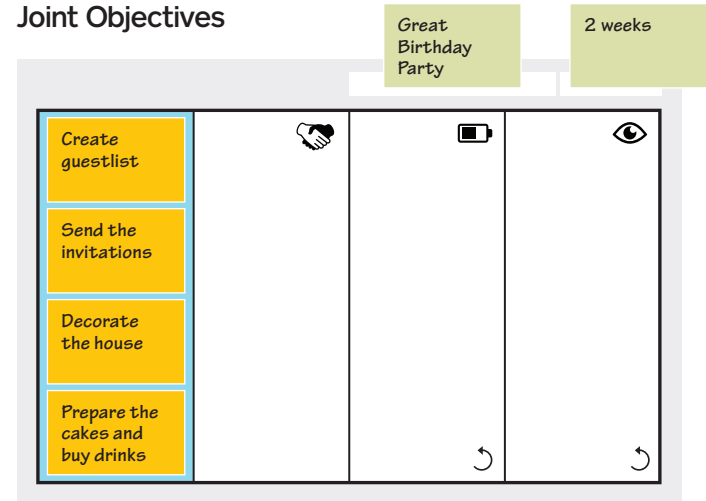 Joint Objectives
Great
Birthday
Party
2 weeks
Create
guestlist
Send the
invitations
Decorate
the house
Prepare the
cakes and
buy drinks